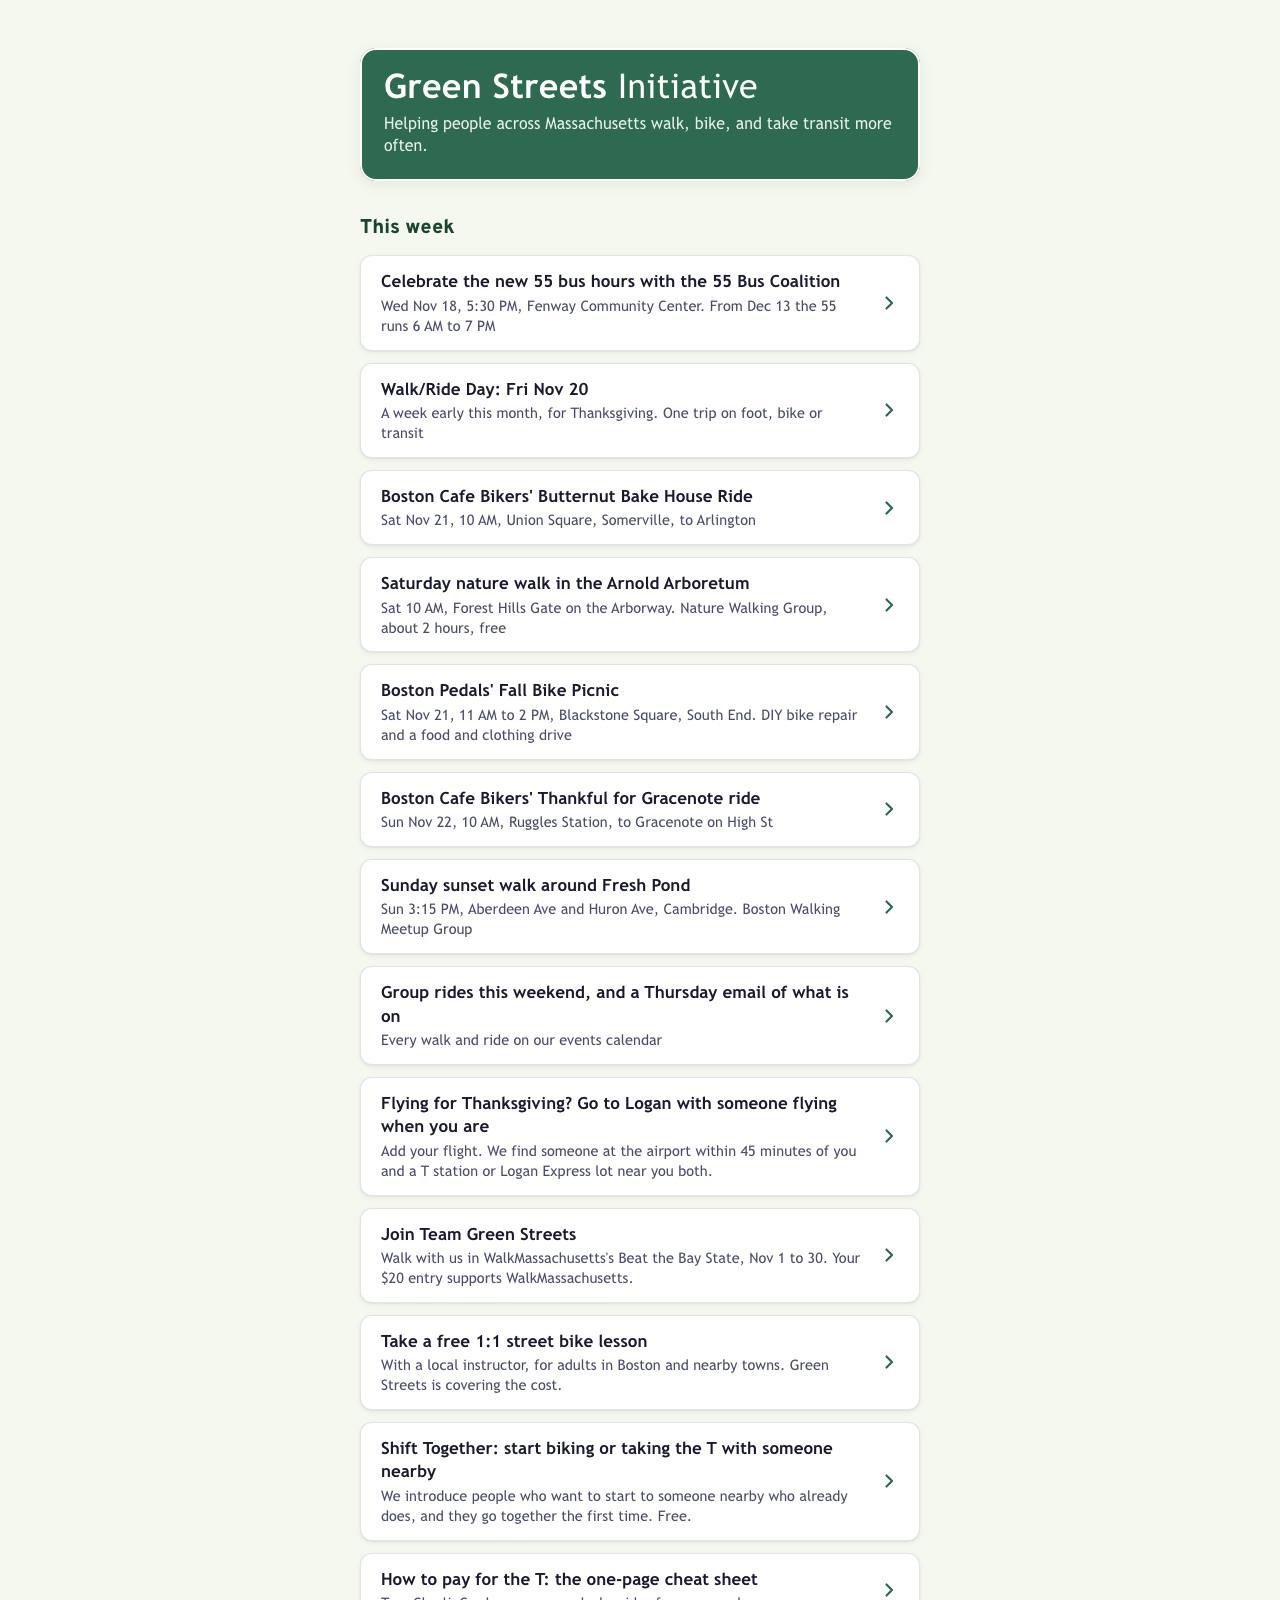 Green Streets Initiative
Helping people across Massachusetts walk, bike, and take transit more
often.
This week
Celebrate the new 55 bus hours with the 55 Bus Coalition
Wed Nov 18, 5:30 PM, Fenway Community Center. From Dec 13 the 55
runs 6 AM to 7 PM
Walk/Ride Day: Fri Nov 20
A week early this month, for Thanksgiving. One trip on foot, bike or
transit
Boston Cafe Bikers' Butternut Bake House Ride
Sat Nov 21, 10 AM, Union Square, Somerville, to Arlington
Saturday nature walk in the Arnold Arboretum
Sat 10 AM, Forest Hills Gate on the Arborway. Nature Walking Group,
about 2 hours, free
Boston Pedals' Fall Bike Picnic
Sat Nov 21, 11 AM to 2 PM, Blackstone Square, South End. DIY bike repair
and a food and clothing drive
Boston Cafe Bikers' Thankful for Gracenote ride
Sun Nov 22, 10 AM, Ruggles Station, to Gracenote on High St
Sunday sunset walk around Fresh Pond
Sun 3:15 PM, Aberdeen Ave and Huron Ave, Cambridge. Boston Walking
Meetup Group
Group rides this weekend, and a Thursday email of what is
on
Every walk and ride on our events calendar
Flying for Thanksgiving? Go to Logan with someone flying
when you are
Add your flight. We find someone at the airport within 45 minutes of you
and a T station or Logan Express lot near you both.
Join Team Green Streets
Walk with us in WalkMassachusetts's Beat the Bay State, Nov 1 to 30. Your
$20 entry supports WalkMassachusetts.
Take a free 1:1 street bike lesson
With a local instructor, for adults in Boston and nearby towns. Green
Streets is covering the cost.
Shift Together: start biking or taking the T with someone
nearby
We introduce people who want to start to someone nearby who already
does, and they go together the first time. Free.
How to pay for the T: the one-page cheat sheet